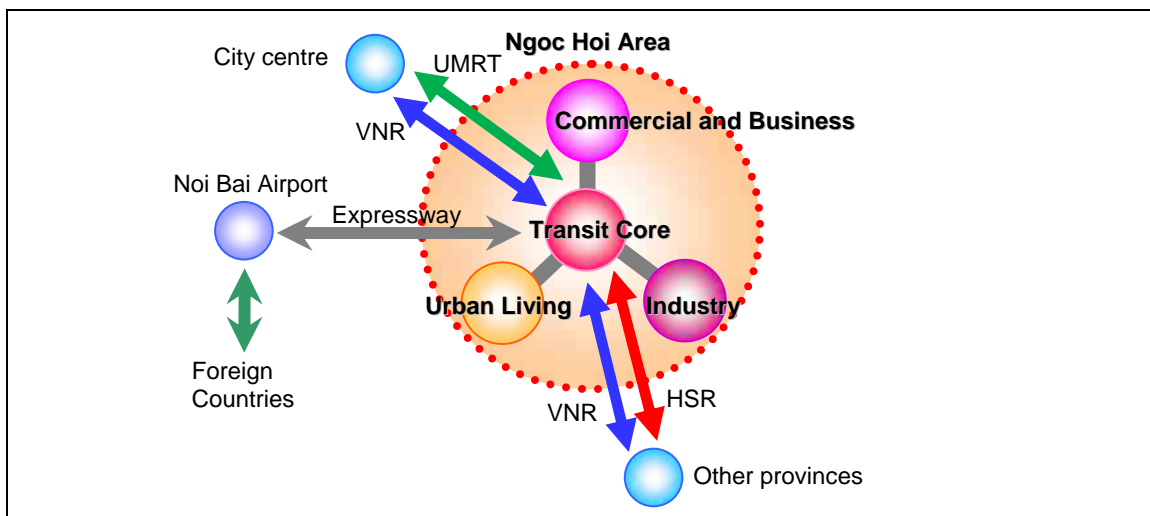 Ngoc Hoi Area
City centre
UMRT
VNR
Commercial and Business
Noi Bai Airport
Expressway
Transit Core
Urban Living
Industry
Foreign
Countries
VNR
HSR
Other provinces